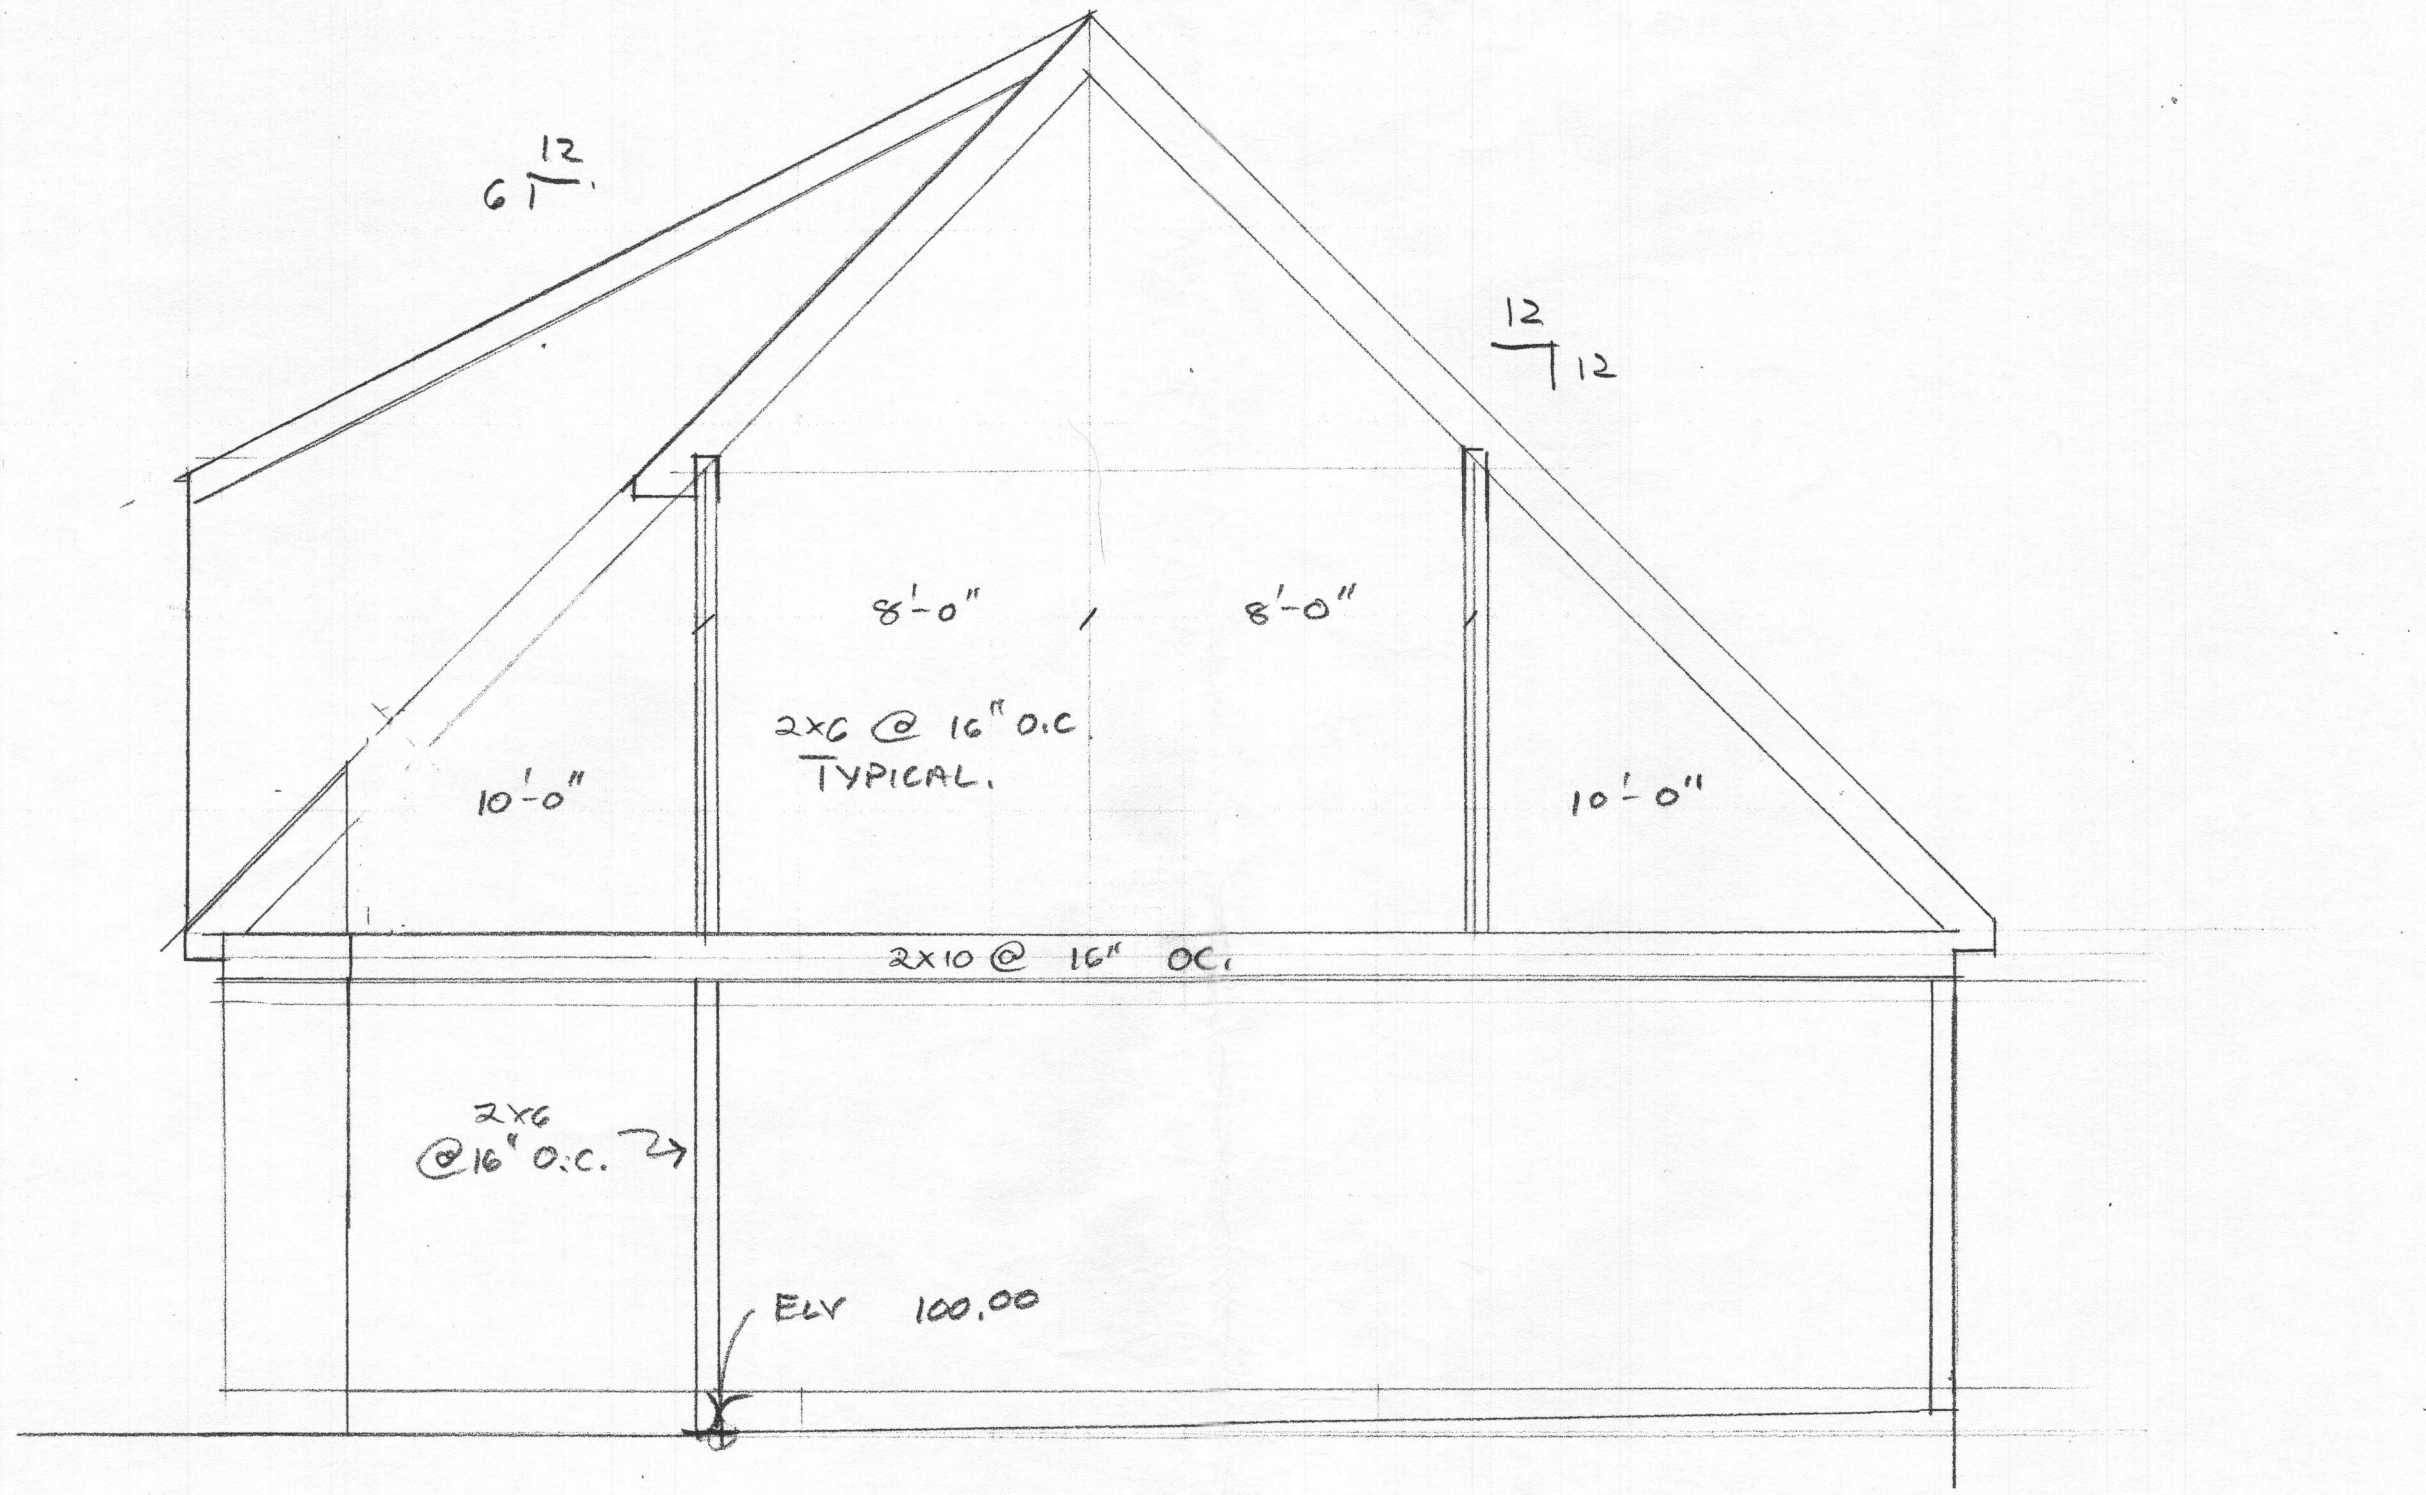 12
6
12
12
8'-0" 8'-0"
2x6 @ 16" O.C.
TYPICAL.
10'-0" 10'-0"
2x10 @ 16" OC.
2x6
@16" O.C.
ELV 100.00